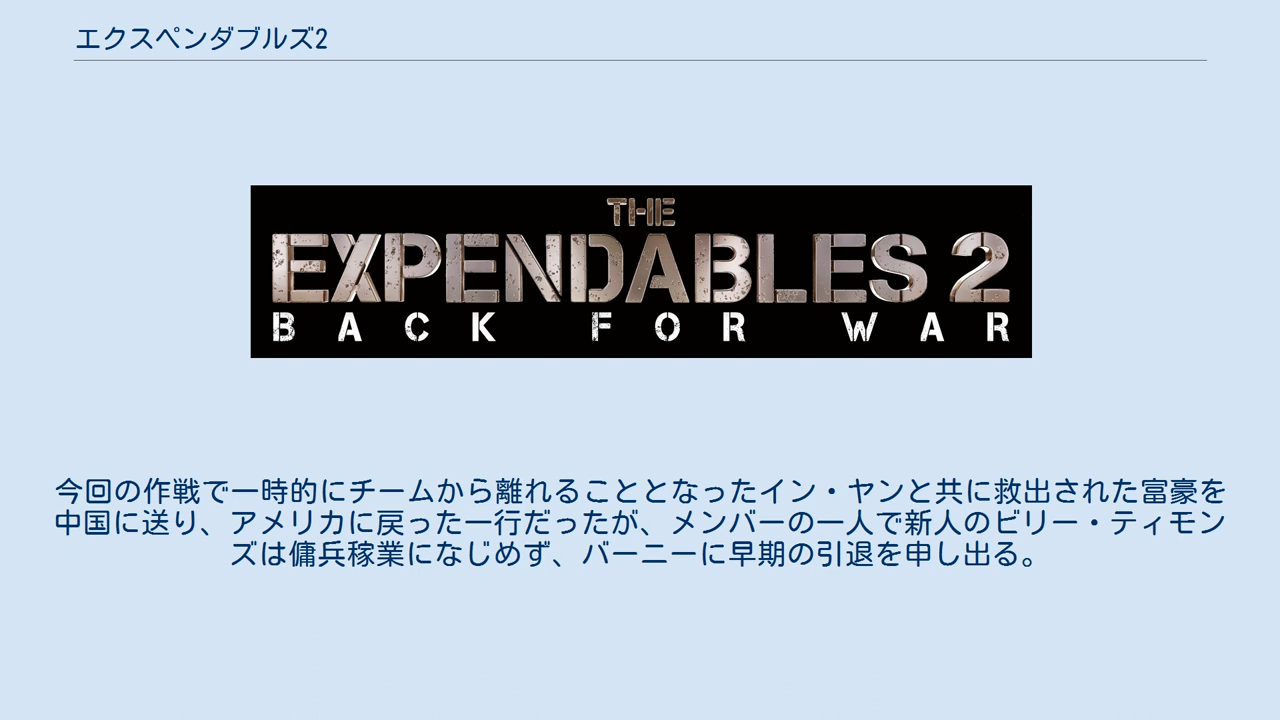 エクスペンダブルズ2
THE
EXPENDABLES 2
BACK FOR WAR
今回の作戦で一時的にチームから離れることとなったイン・ヤンと共に救出された富豪を
中国に送り、アメリカに戻った一行だったが、メンバーの一人で新人のビリー・ティモン
ズは傭兵稼業になじめず、バーニーに早期の引退を申し出る。